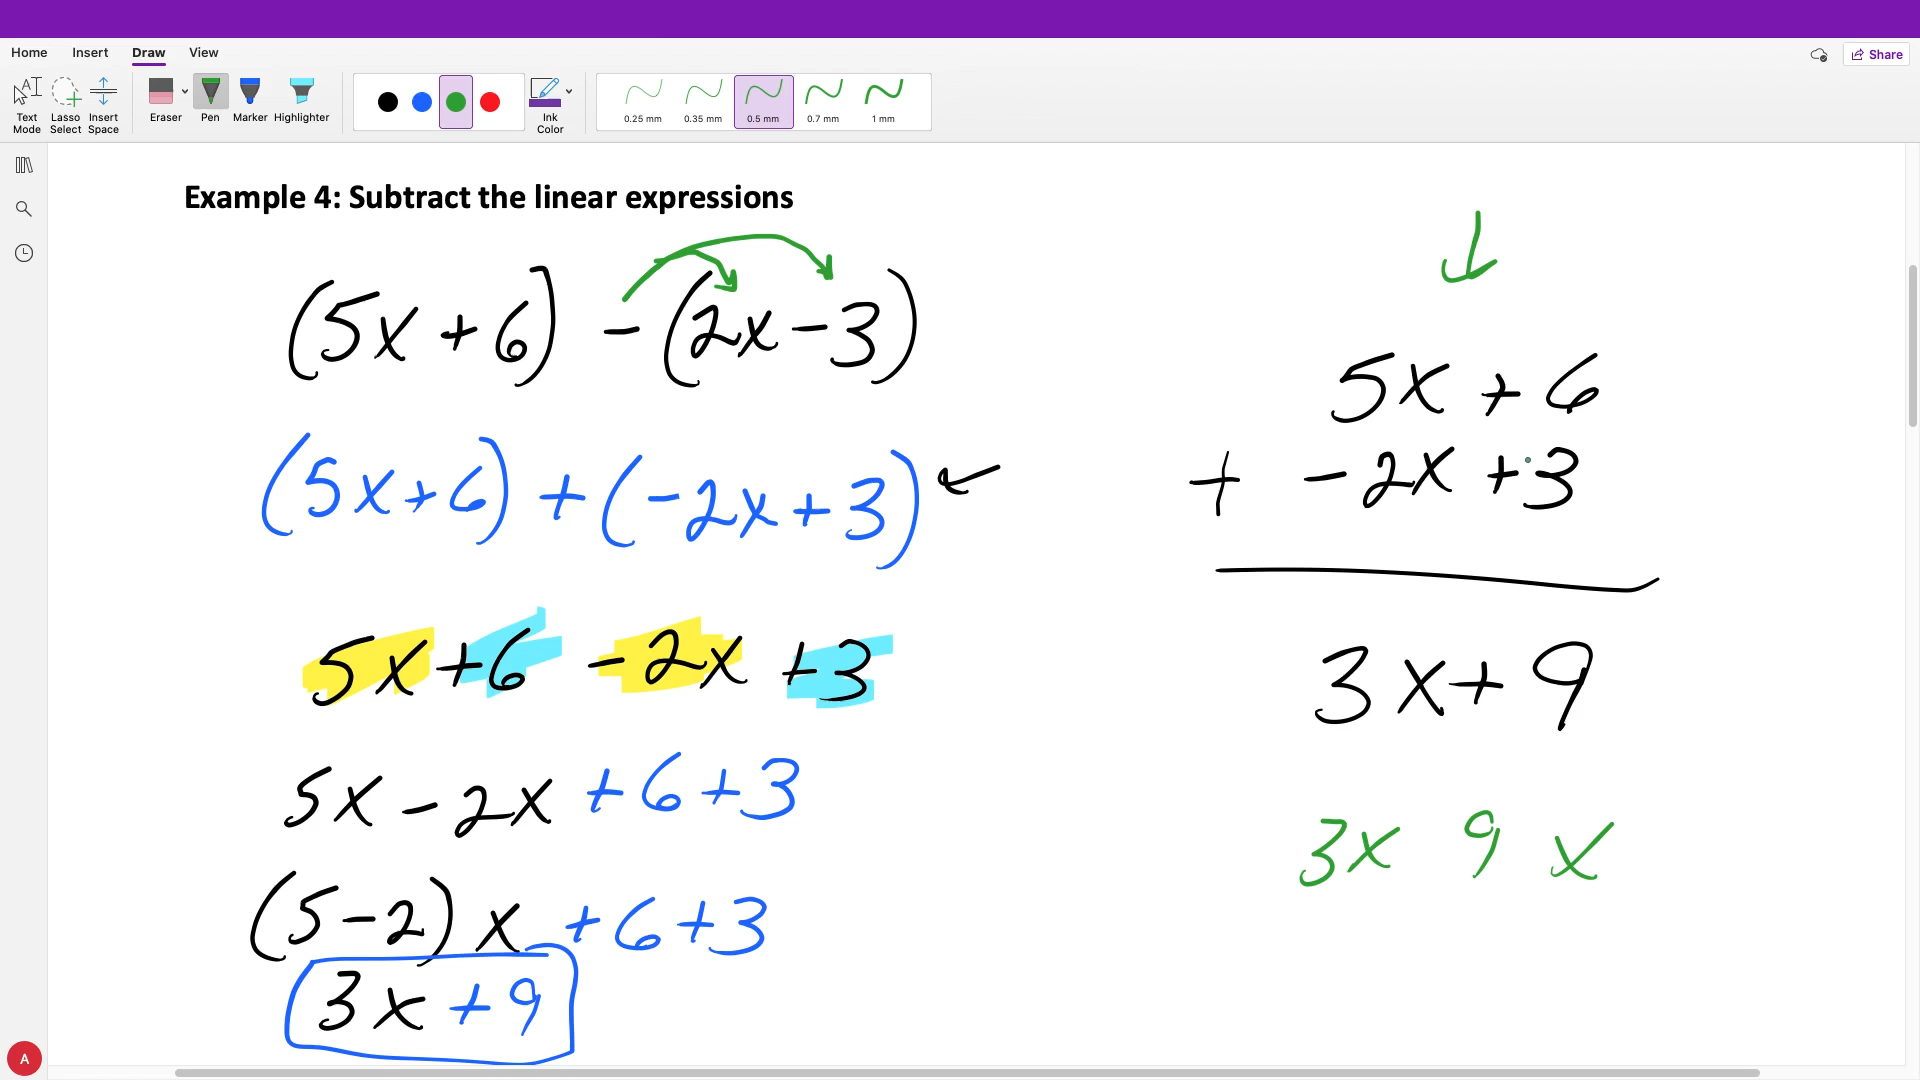 Home Insert Draw View
Share
Text Mode
Lasso Select
Insert Space
Eraser
Pen
Marker
Highlighter
Ink Color
0.25 mm
0.35 mm
0.5 mm
0.7 mm
1 mm
Example 4: Subtract the linear expressions
(5x+6) -(2x-3)
(5x+6)+(-2x+3)
5x+6 -2x +3
5x-2x +6+3
(5-2)x +6+3
3x+9
5x+6
+ -2x+3
3x+9
3x 9 x
A